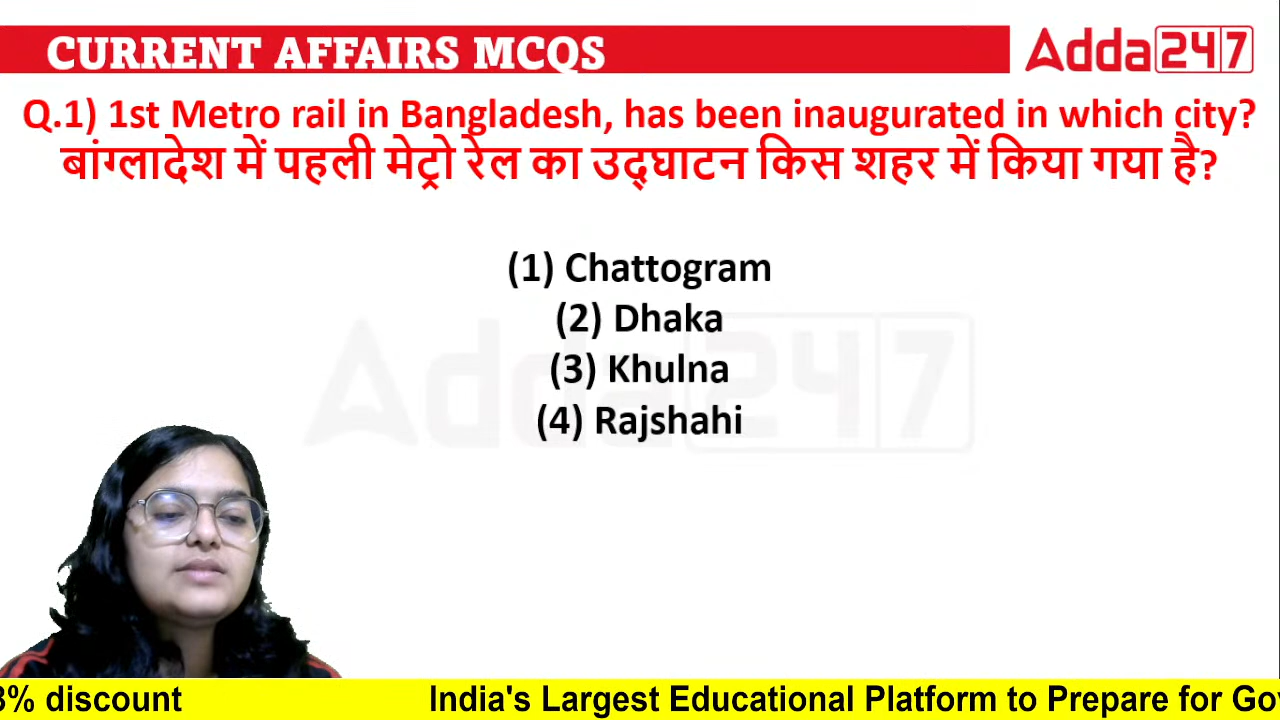 CURRENT AFFAIRS MCQS
Adda247
Q.1) 1st Metro rail in Bangladesh, has been inaugurated in which city?
बांग्लादेश में पहली मेट्रो रेल का उद्घाटन किस शहर में किया गया है?
(1) Chattogram
(2) Dhaka
(3) Khulna
(4) Rajshahi
Adda247
% discount India's Largest Educational Platform to Prepare for